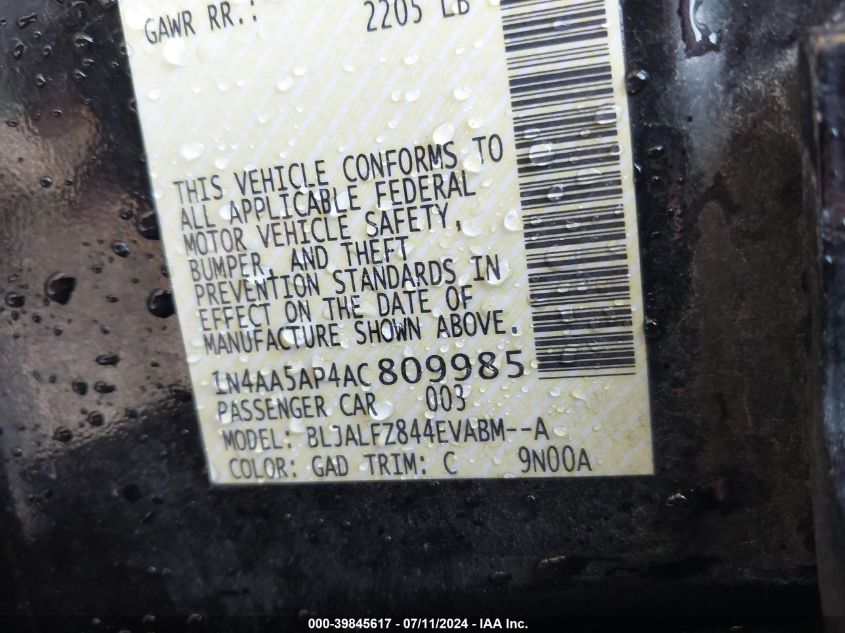 GAWR RR.: 2205 LB
THIS VEHICLE CONFORMS TO
ALL APPLICABLE FEDERAL
MOTOR VEHICLE SAFETY,
BUMPER, AND THEFT
PREVENTION STANDARDS IN
EFFECT ON THE DATE OF
MANUFACTURE SHOWN ABOVE.
1N4AA5AP4AC809985
PASSENGER CAR 003
MODEL: BLJALFZ844EVABM--A
COLOR: GAD TRIM: C 9N00A
000-39845617 - 07/11/2024 - IAA Inc.